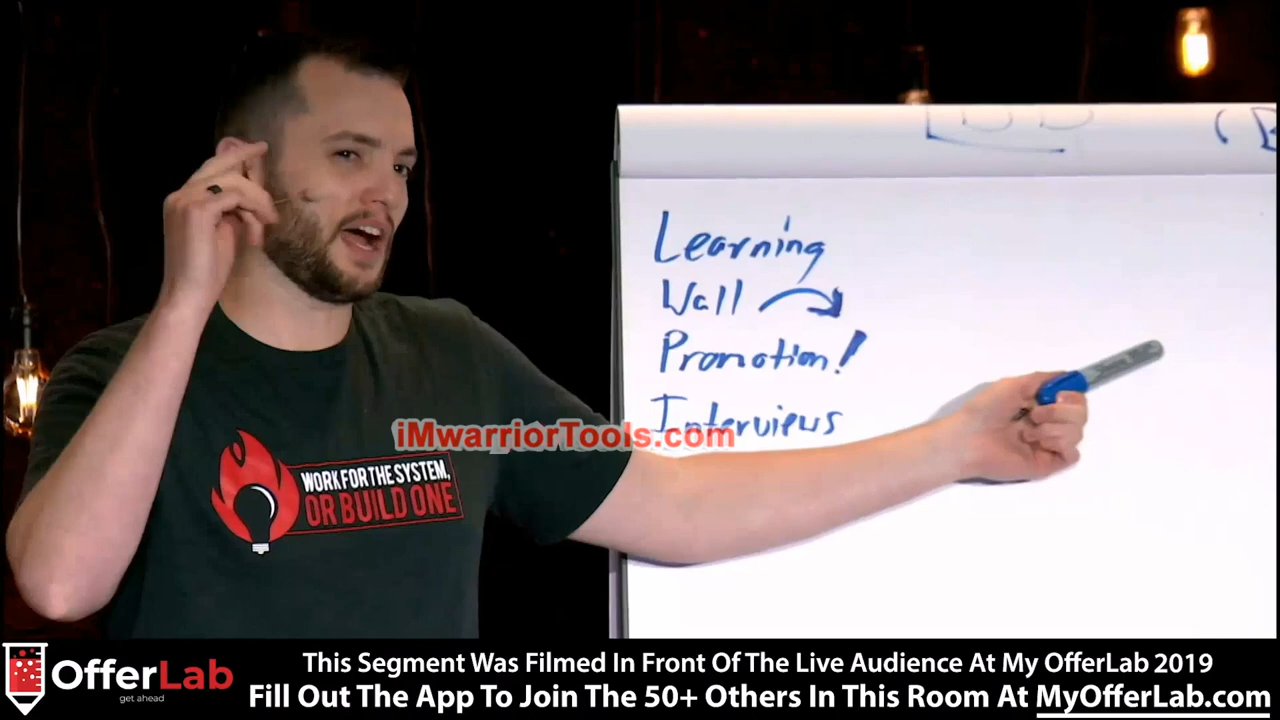 Learning
Wall
Promotion!
Interviews
iMwarriorTools.com
WORK FOR THE SYSTEM,
OR BUILD ONE
OfferLab
get ahead
This Segment Was Filmed In Front Of The Live Audience At My OfferLab 2019
Fill Out The App To Join The 50+ Others In This Room At MyOfferLab.com